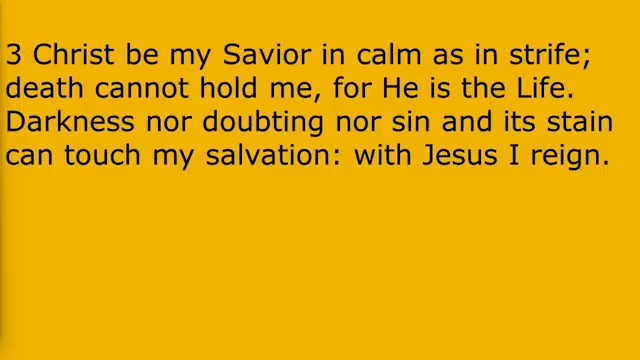 3 Christ be my Savior in calm as in strife;
death cannot hold me, for He is the Life.
Darkness nor doubting nor sin and its stain
can touch my salvation: with Jesus I reign.